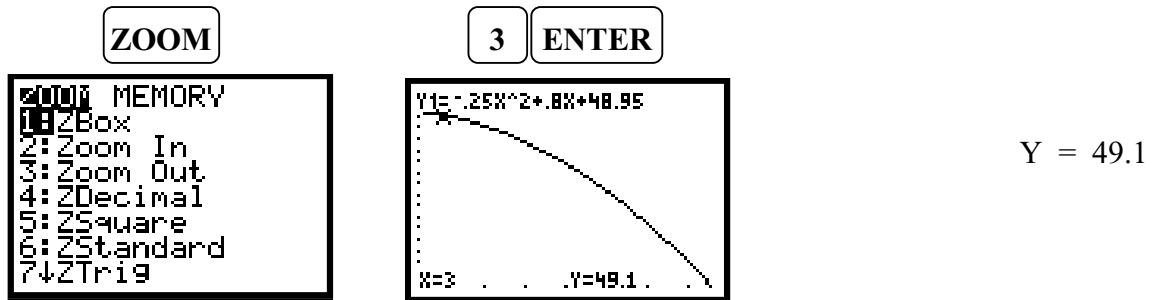 ZOOM
3 ENTER
ZOOM MEMORY
1:ZBox
2:Zoom In
3:Zoom Out
4:ZDecimal
5:ZSquare
6:ZStandard
7↓ZTrig
Y1=-.25X^2+.8X+48.95
X=3 Y=49.1
Y = 49.1